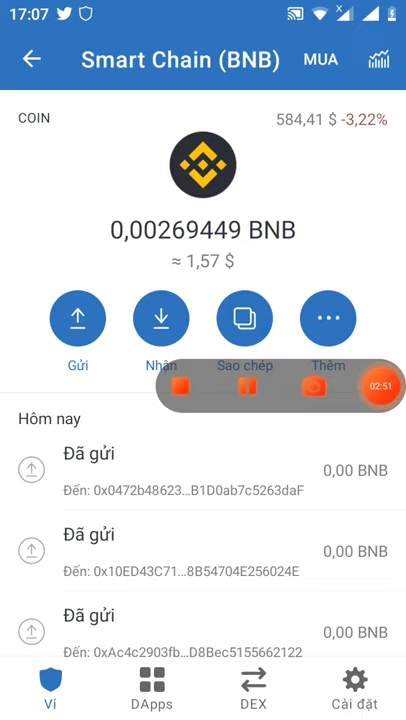 17:07
Smart Chain (BNB) MUA
COIN 584,41 $ -3,22%
0,00269449 BNB
≈ 1,57 $
Gửi Nhận Sao chép Thêm
02:51
Hôm nay
Đã gửi
0,00 BNB
Đến: 0x0472b48623...B1D0ab7c5263daF
Đã gửi
0,00 BNB
Đến: 0x10ED43C71...8B54704E256024E
Đã gửi
0,00 BNB
Đến: 0xAc4c2903fb...D8Bec5155662122
Ví DApps DEX Cài đặt